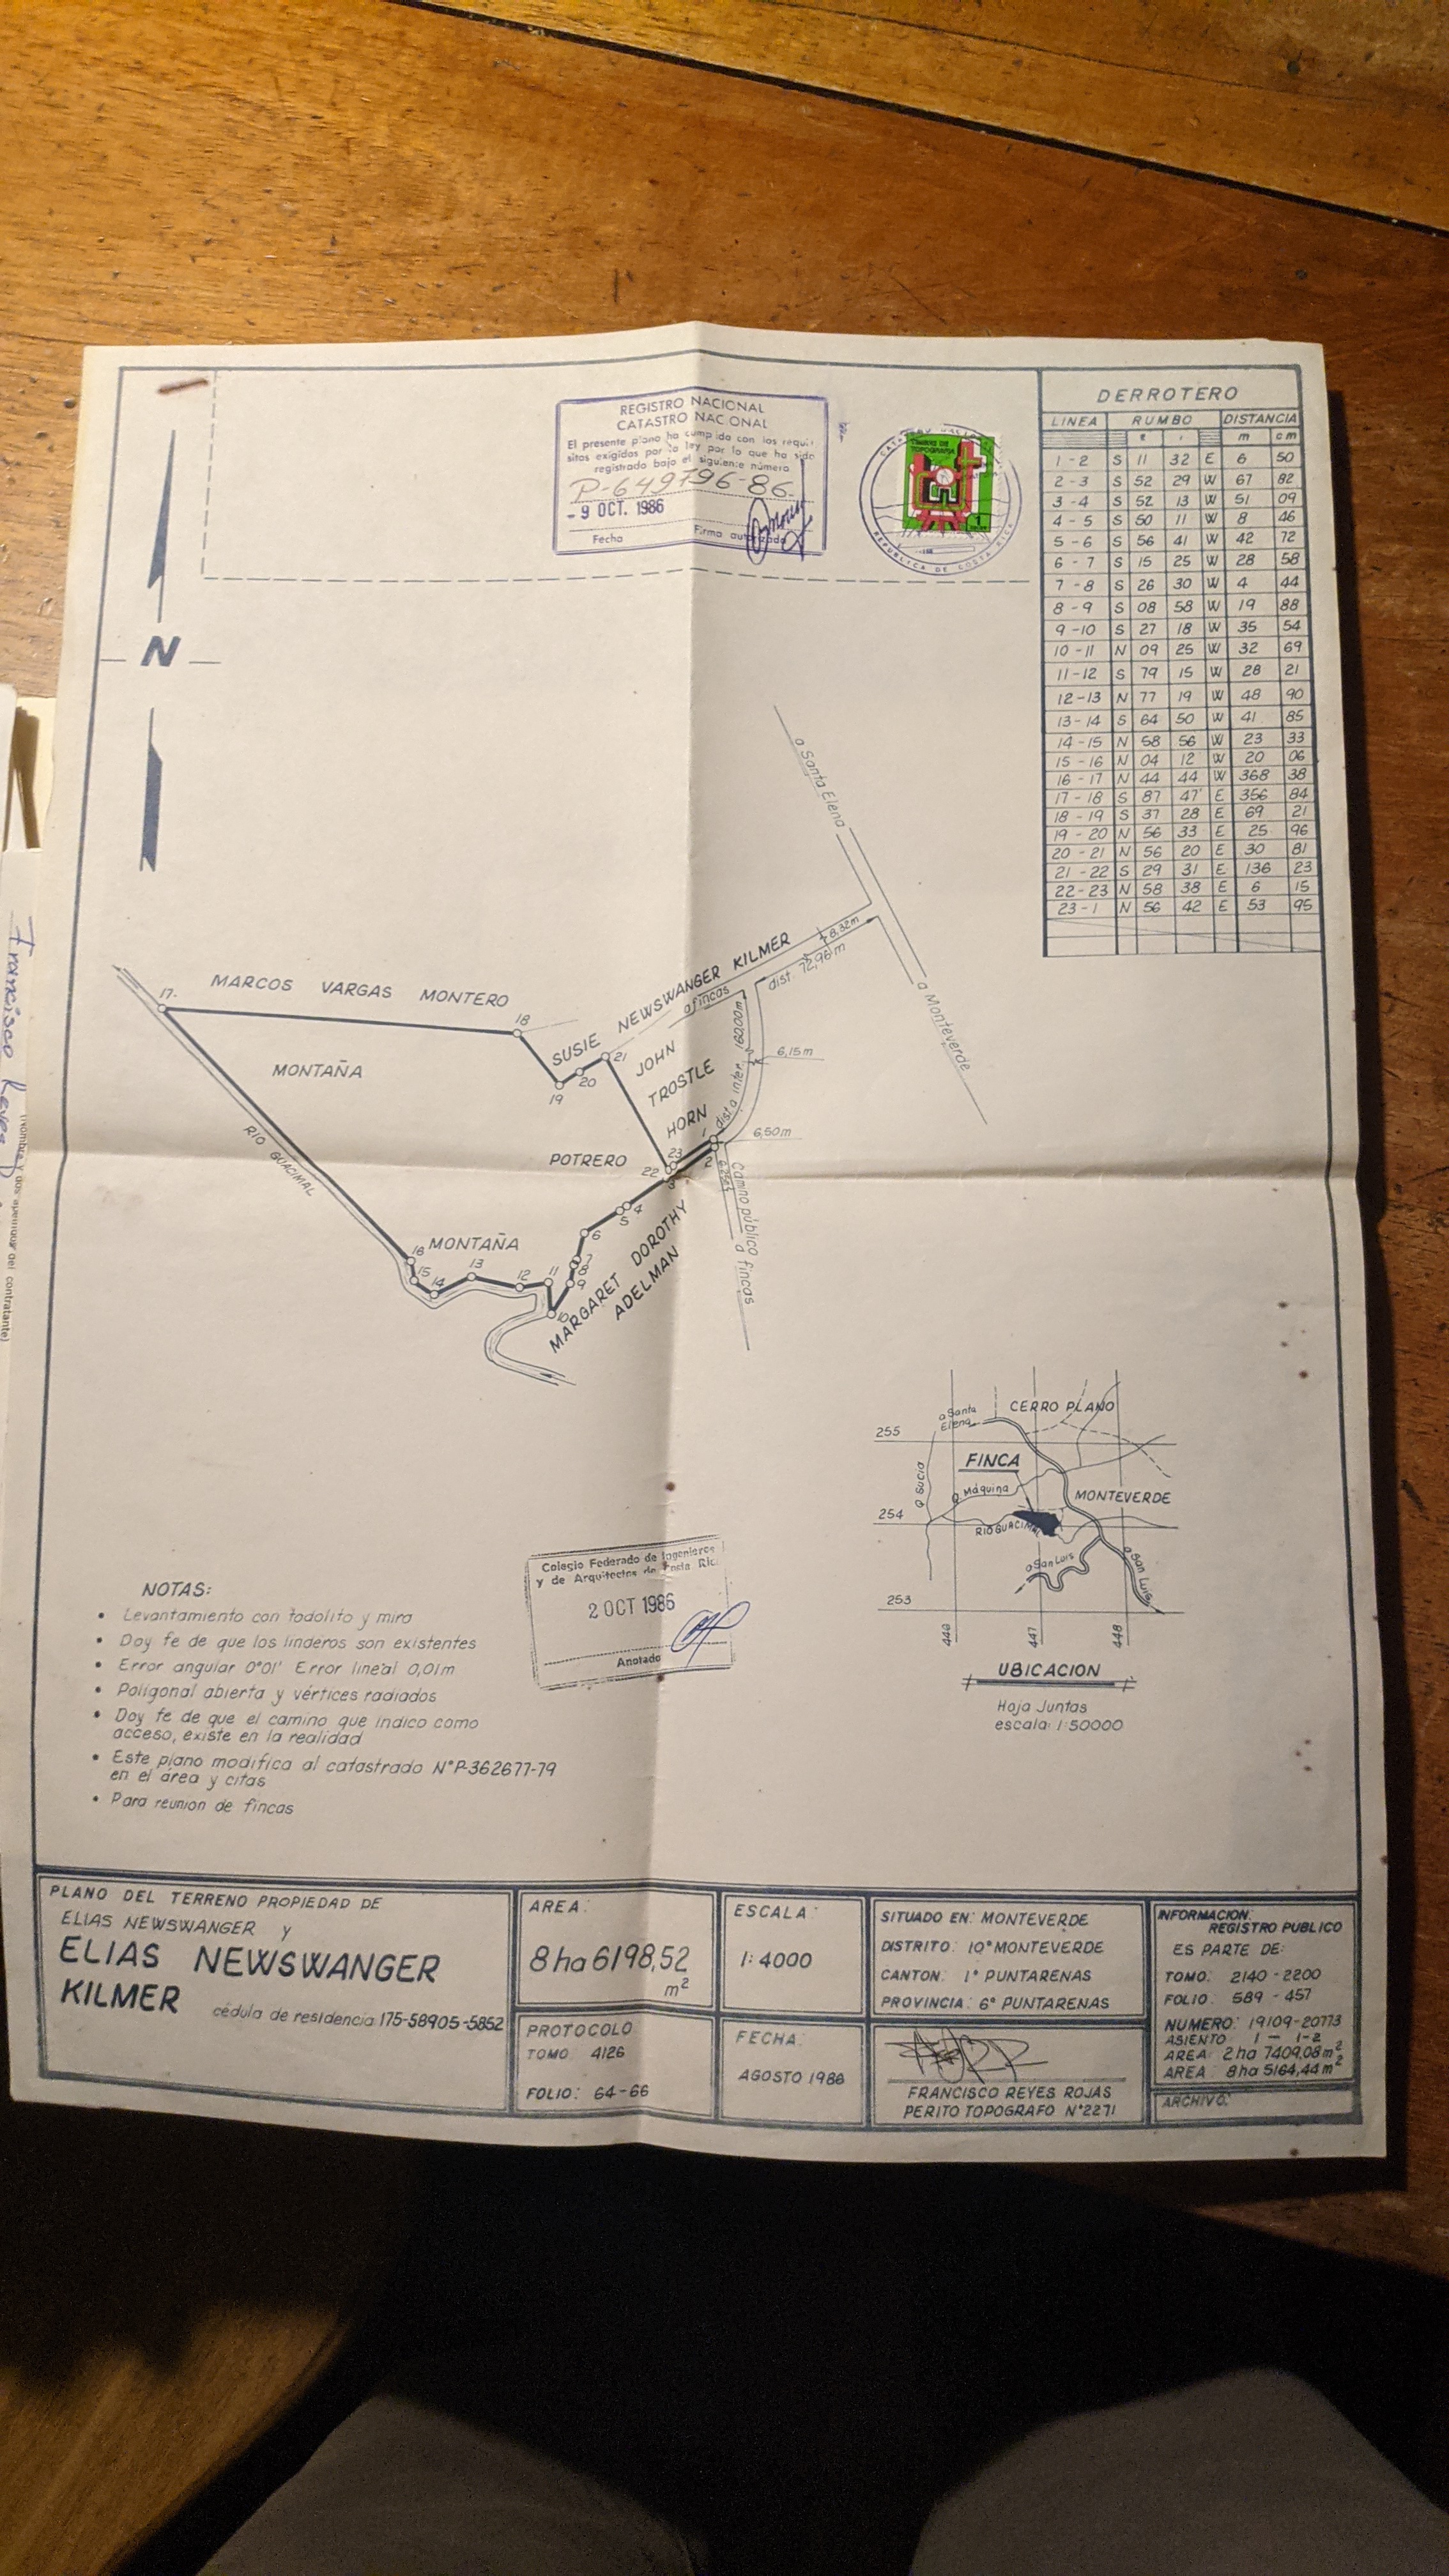 REGISTRO NACIONAL
CATASTRO NACIONAL
El presente plano ha cumplido con los requi-
sitos exigidos por la ley por lo que ha sido
registrado bajo el siguiente número
P-649796-86
- 9 OCT. 1986
Fecha Firma autorizada
TIMBRE DE
TOPOGRAFIA
1
REPUBLICA DE COSTA RICA
DERROTERO
LINEA RUMBO DISTANCIA
° ' m cm
1 - 2 S 11 32 E 6 50
2 - 3 S 52 29 W 67 82
3 - 4 S 52 13 W 51 09
4 - 5 S 50 11 W 8 46
5 - 6 S 56 41 W 42 72
6 - 7 S 15 25 W 28 58
7 - 8 S 26 30 W 4 44
8 - 9 S 08 58 W 19 88
9 - 10 S 27 18 W 35 54
10 - 11 N 09 25 W 32 69
11 - 12 S 79 15 W 28 21
12 - 13 N 77 19 W 48 90
13 - 14 S 64 50 W 41 85
14 - 15 N 58 56 W 23 33
15 - 16 N 04 12 W 20 06
16 - 17 N 44 44 W 368 38
17 - 18 S 87 47' E 356 84
18 - 19 S 37 28 E 69 21
19 - 20 N 56 33 E 25 96
20 - 21 N 56 20 E 30 81
21 - 22 S 29 31 E 136 23
22 - 23 N 58 38 E 6 15
23 - 1 N 56 42 E 53 95
N
a Santa Elena
a Monteverde
8,32m
dist. 72,96m
SUSIE NEWSWANGER KILMER
a fincas
MARCOS VARGAS MONTERO
17
18
19
20
21
JOHN
TROSTLE
HORN
dist. a inter. 160,00m
6,15m
6,50m
MONTAÑA
RIO GUACIMAL
POTRERO
1
2
23
22
3
4
5
6
7
8
9
10
11
12
13
14
15
16
MONTAÑA
MARGARET DOROTHY
ADELMAN
Camino público
a fincas
Francisco Reyes
(Nombre y dos apellidos del contratante)
255
254
253
446
447
448
a Santa
Elena
CERRO PLANO
FINCA
Q Sucia
Q Máquina
MONTEVERDE
RIO GUACIMAL
a San Luis
a San Luis
UBICACION
Hoja Juntas
escala: 1:50000
Colegio Federado de Ingenieros
y de Arquitectos de Costa Rica
2 OCT 1986
Anotado
NOTAS:
• Levantamiento con todolito y mira
• Doy fe de que los linderos son existentes
• Error angular 0°01' Error lineal 0,01m
• Poligonal abierta y vértices radiados
• Doy fe de que el camino que indico como
acceso, existe en la realidad
• Este plano modifica al catastrado N°P-362677-79
en el área y citas
• Para reunion de fincas
PLANO DEL TERRENO PROPIEDAD DE
ELIAS NEWSWANGER y
ELIAS NEWSWANGER
KILMER cédula de residencia 175-58905-5852
AREA:
8 ha 6198,52
m²
ESCALA:
1: 4000
PROTOCOLO
TOMO 4126
FOLIO: 64-66
FECHA:
AGOSTO 1986
SITUADO EN: MONTEVERDE
DISTRITO: 10° MONTEVERDE
CANTON: 1° PUNTARENAS
PROVINCIA: 6° PUNTARENAS
FRANCISCO REYES ROJAS
PERITO TOPOGRAFO N°2271
INFORMACION:
REGISTRO PUBLICO
ES PARTE DE:
TOMO: 2140 - 2200
FOLIO: 589 - 457
NUMERO: 19109-20773
ASIENTO 1 — 1-2
AREA: 2 ha 7409,08 m²
AREA: 8 ha 5164,44 m²
ARCHIVO: